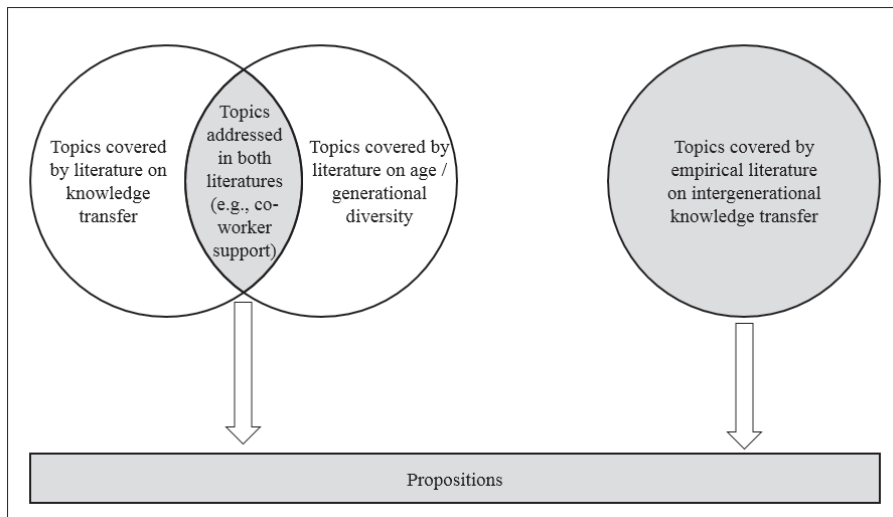 Topics covered
by literature on
knowledge
transfer
Topics
addressed
in both
literatures
(e.g., co-
worker
support)
Topics covered by
literature on age /
generational
diversity
Topics covered by
empirical literature
on intergenerational
knowledge transfer
Propositions